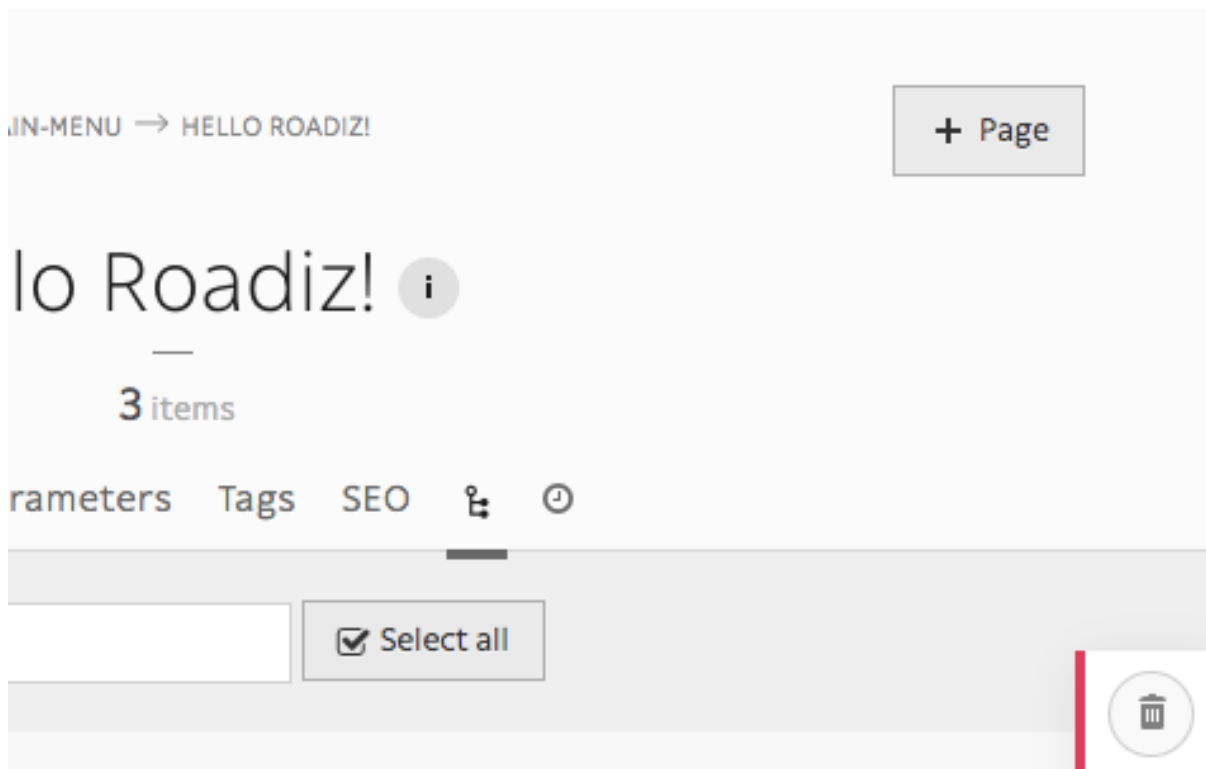 AIN-MENU → HELLO ROADIZ!
+ Page
lo Roadiz! i
3 items
rameters Tags SEO
Select all